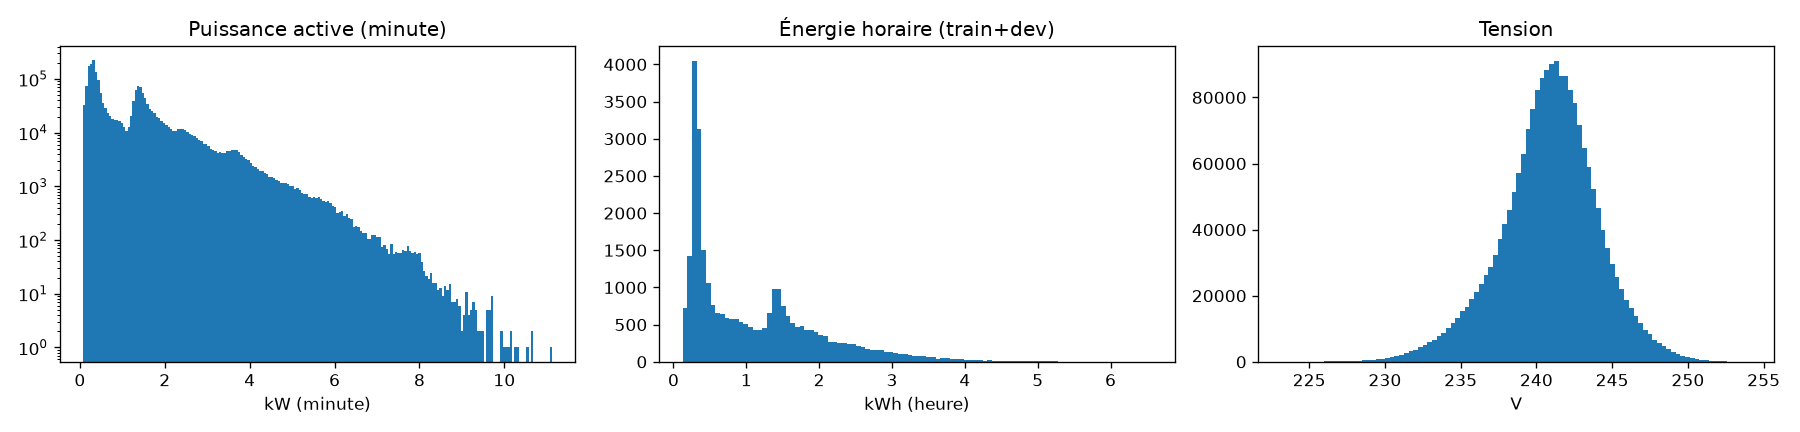 Puissance active (minute)
10^5
10^4
10^3
10^2
10^1
10^0
0 2 4 6 8 10
kW (minute)
Énergie horaire (train+dev)
4000
3500
3000
2500
2000
1500
1000
500
0
0 1 2 3 4 5 6
kWh (heure)
Tension
80000
60000
40000
20000
0
225 230 235 240 245 250 255
V